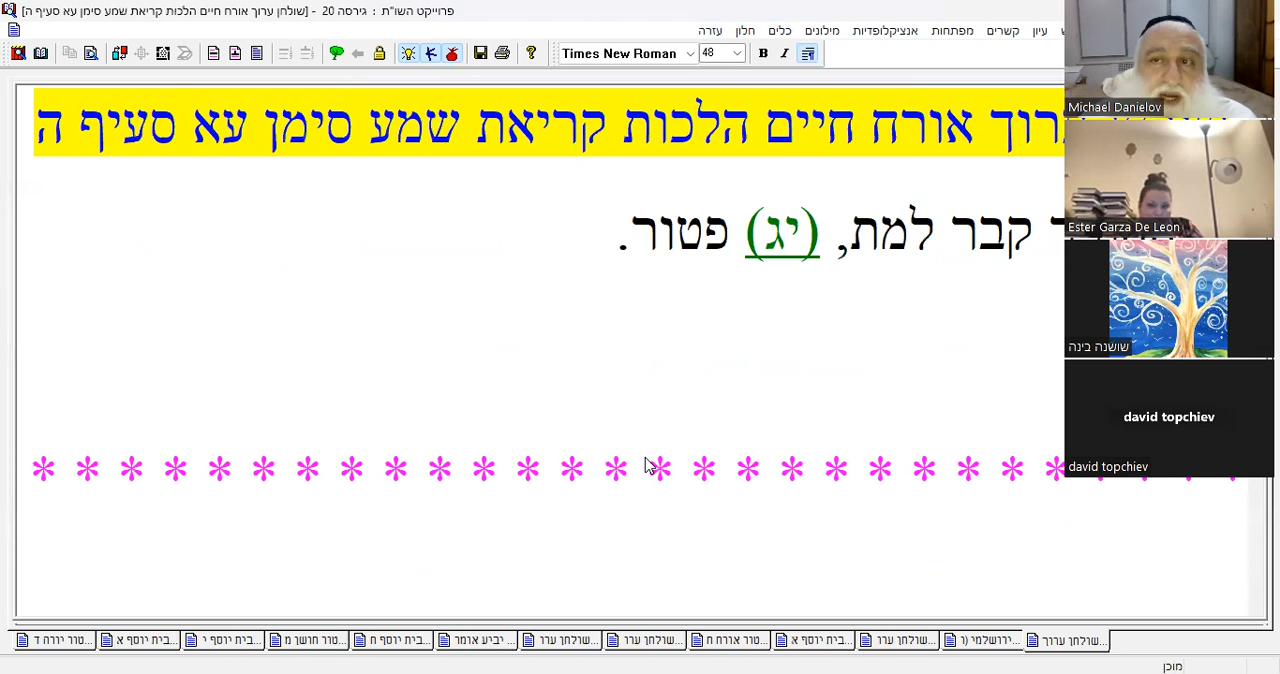 פרוייקט השו"ת : גירסה 20 - [שולחן ערוך אורח חיים הלכות קריאת שמע סימן עא סעיף ה]
עיון קשרים מפתחות אנציקלופדיות מילונים כלים חלון עזרה
Times New Roman 48 B I
ערוך אורח חיים הלכות קריאת שמע סימן עא סעיף ה
קבר למת, (יג) פטור.
* * * * * * * * * * * * * * * * * * * * * * * * * * * *
Michael Danielov
Ester Garza De Leon
שושנה בינה
david topchiev
david topchiev
שולחן ערוך... ירושלמי (ו... שולחן ערו... בית יוסף א... טור אורח ח... שולחן ערו... שולחן ערו... יביע אומר... בית יוסף ח... טור חושן מ... בית יוסף י... בית יוסף א... טור יורה ד...
מוכן